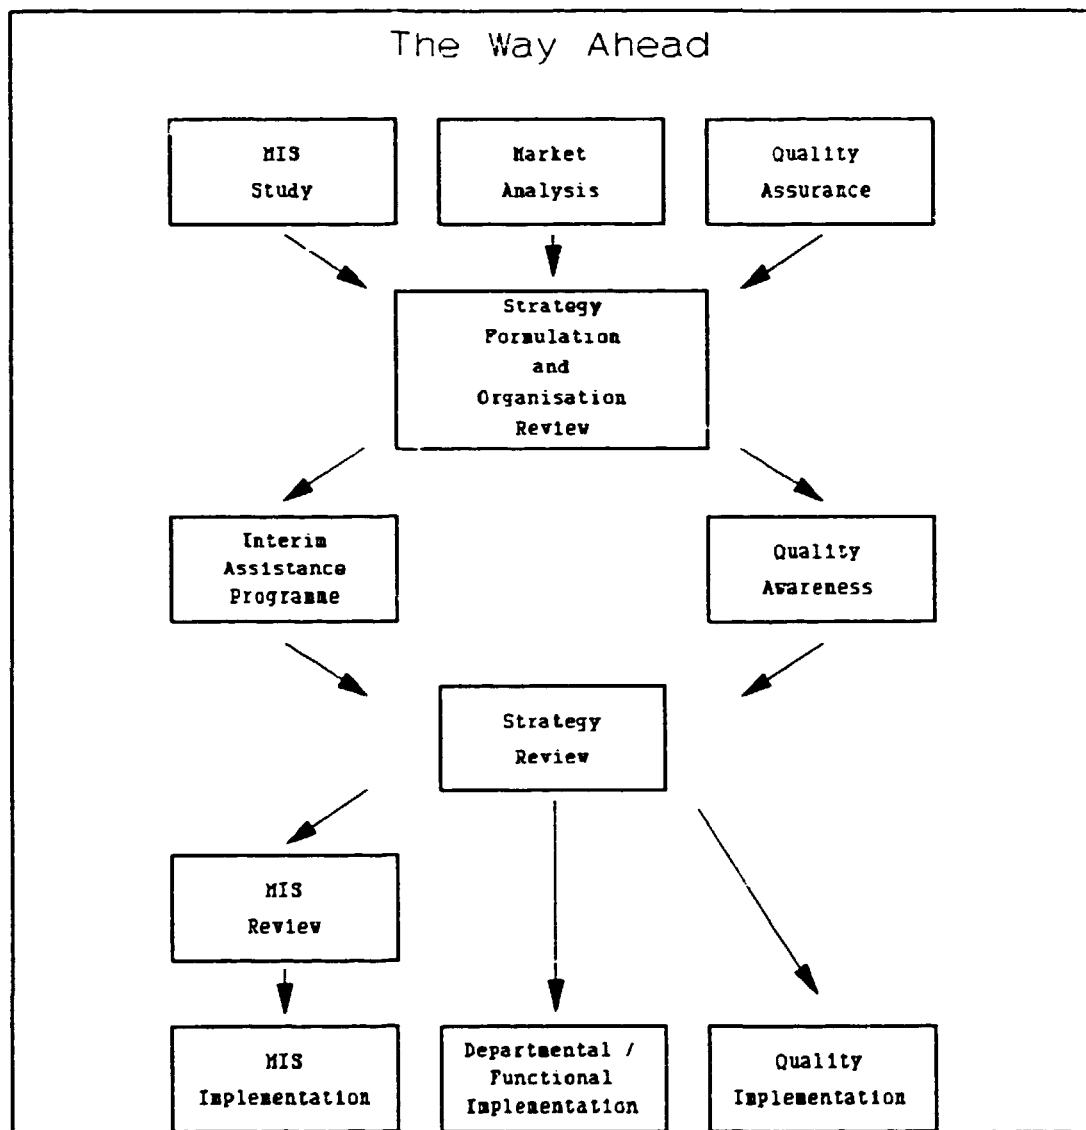 The Way Ahead
MIS
Study
Market
Analysis
Quality
Assurance
Strategy
Formulation
and
Organisation
Review
Interim
Assistance
Programme
Quality
Awareness
Strategy
Review
MIS
Review
MIS
Implementation
Departmental /
Functional
Implementation
Quality
Implementation